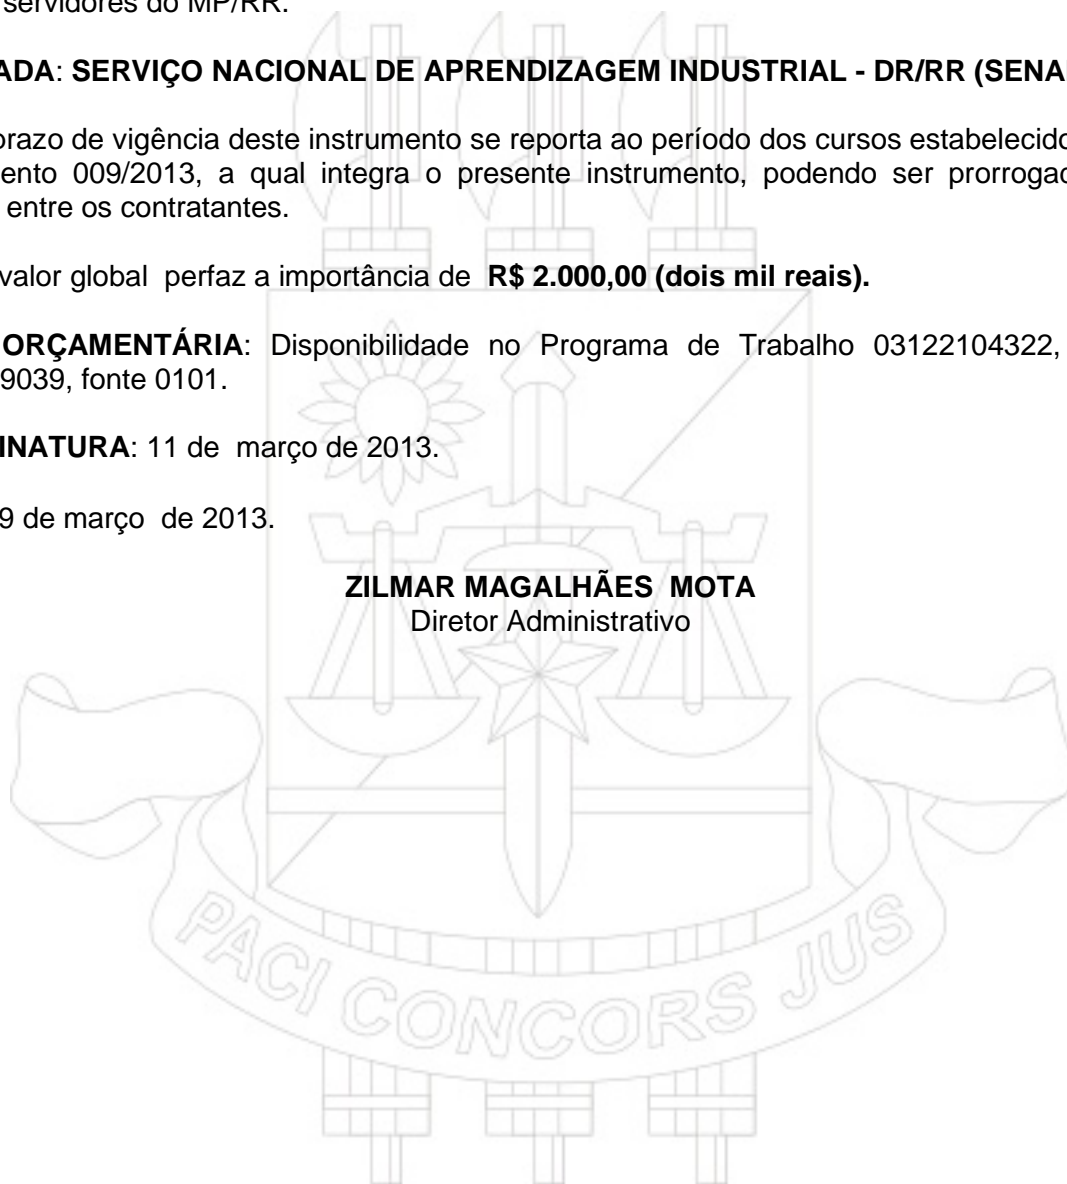 servidores do MP/RR.
ADA: SERVIÇO NACIONAL DE APRENDIZAGEM INDUSTRIAL - DR/RR (SENA
prazo de vigência deste instrumento se reporta ao período dos cursos estabelecido
ento 009/2013, a qual integra o presente instrumento, podendo ser prorrogad
entre os contratantes.
valor global perfaz a importância de R$ 2.000,00 (dois mil reais).
ORÇAMENTÁRIA: Disponibilidade no Programa de Trabalho 03122104322,
9039, fonte 0101.
INATURA: 11 de março de 2013.
9 de março de 2013.
ZILMAR MAGALHÃES MOTA
Diretor Administrativo
PACI CONCORS JUS